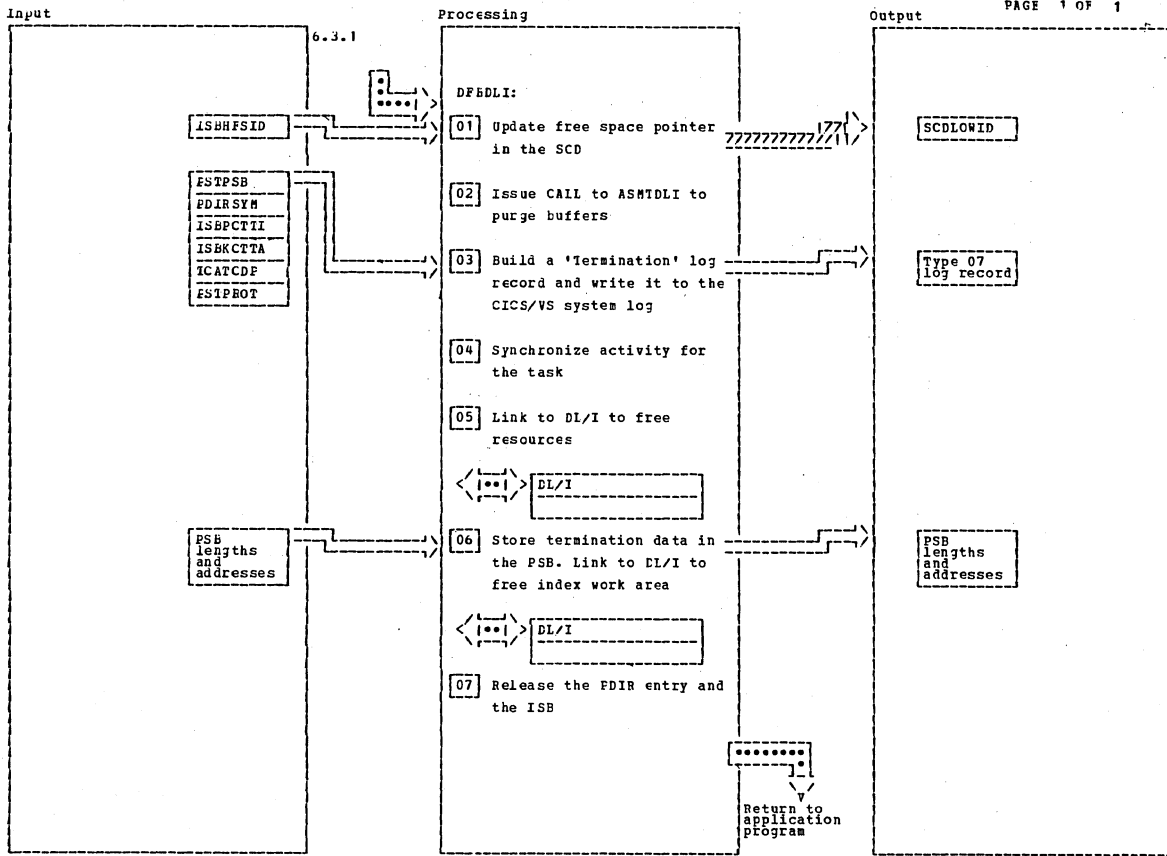 PAGE 1 OF 1
Input
Processing
Output
6.3.1
DFBDLI:
ISBHFSID
01 Update free space pointer
in the SCD
SCDLOWID
PSTPSB
PDIRSYM
ISBPCTTI
ISBKCTTA
TCATCDP
PSTPROT
02 Issue CALL to ASMTDLI to
purge buffers
03 Build a 'Termination' log
record and write it to the
CICS/VS system log
Type 07
log record
04 Synchronize activity for
the task
05 Link to DL/I to free
resources
DL/I
PSB
lengths
and
addresses
06 Store termination data in
the PSB. Link to DL/I to
free index work area
PSB
lengths
and
addresses
DL/I
07 Release the PDIR entry and
the ISB
Return to
application
program